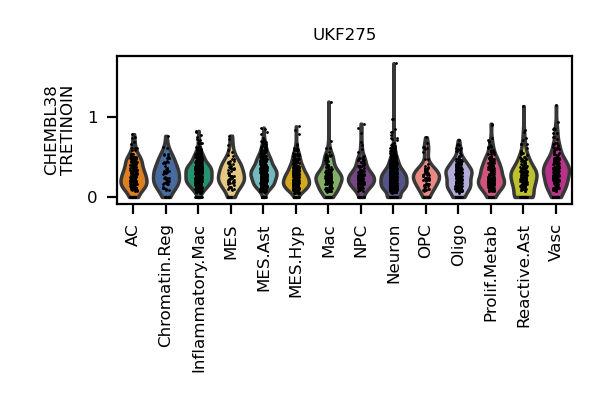 UKF275
CHEMBL38
TRETINOIN
1
0
AC
Chromatin.Reg
Inflammatory.Mac
MES
MES.Ast
MES.Hyp
Mac
NPC
Neuron
OPC
Oligo
Prolif.Metab
Reactive.Ast
Vasc